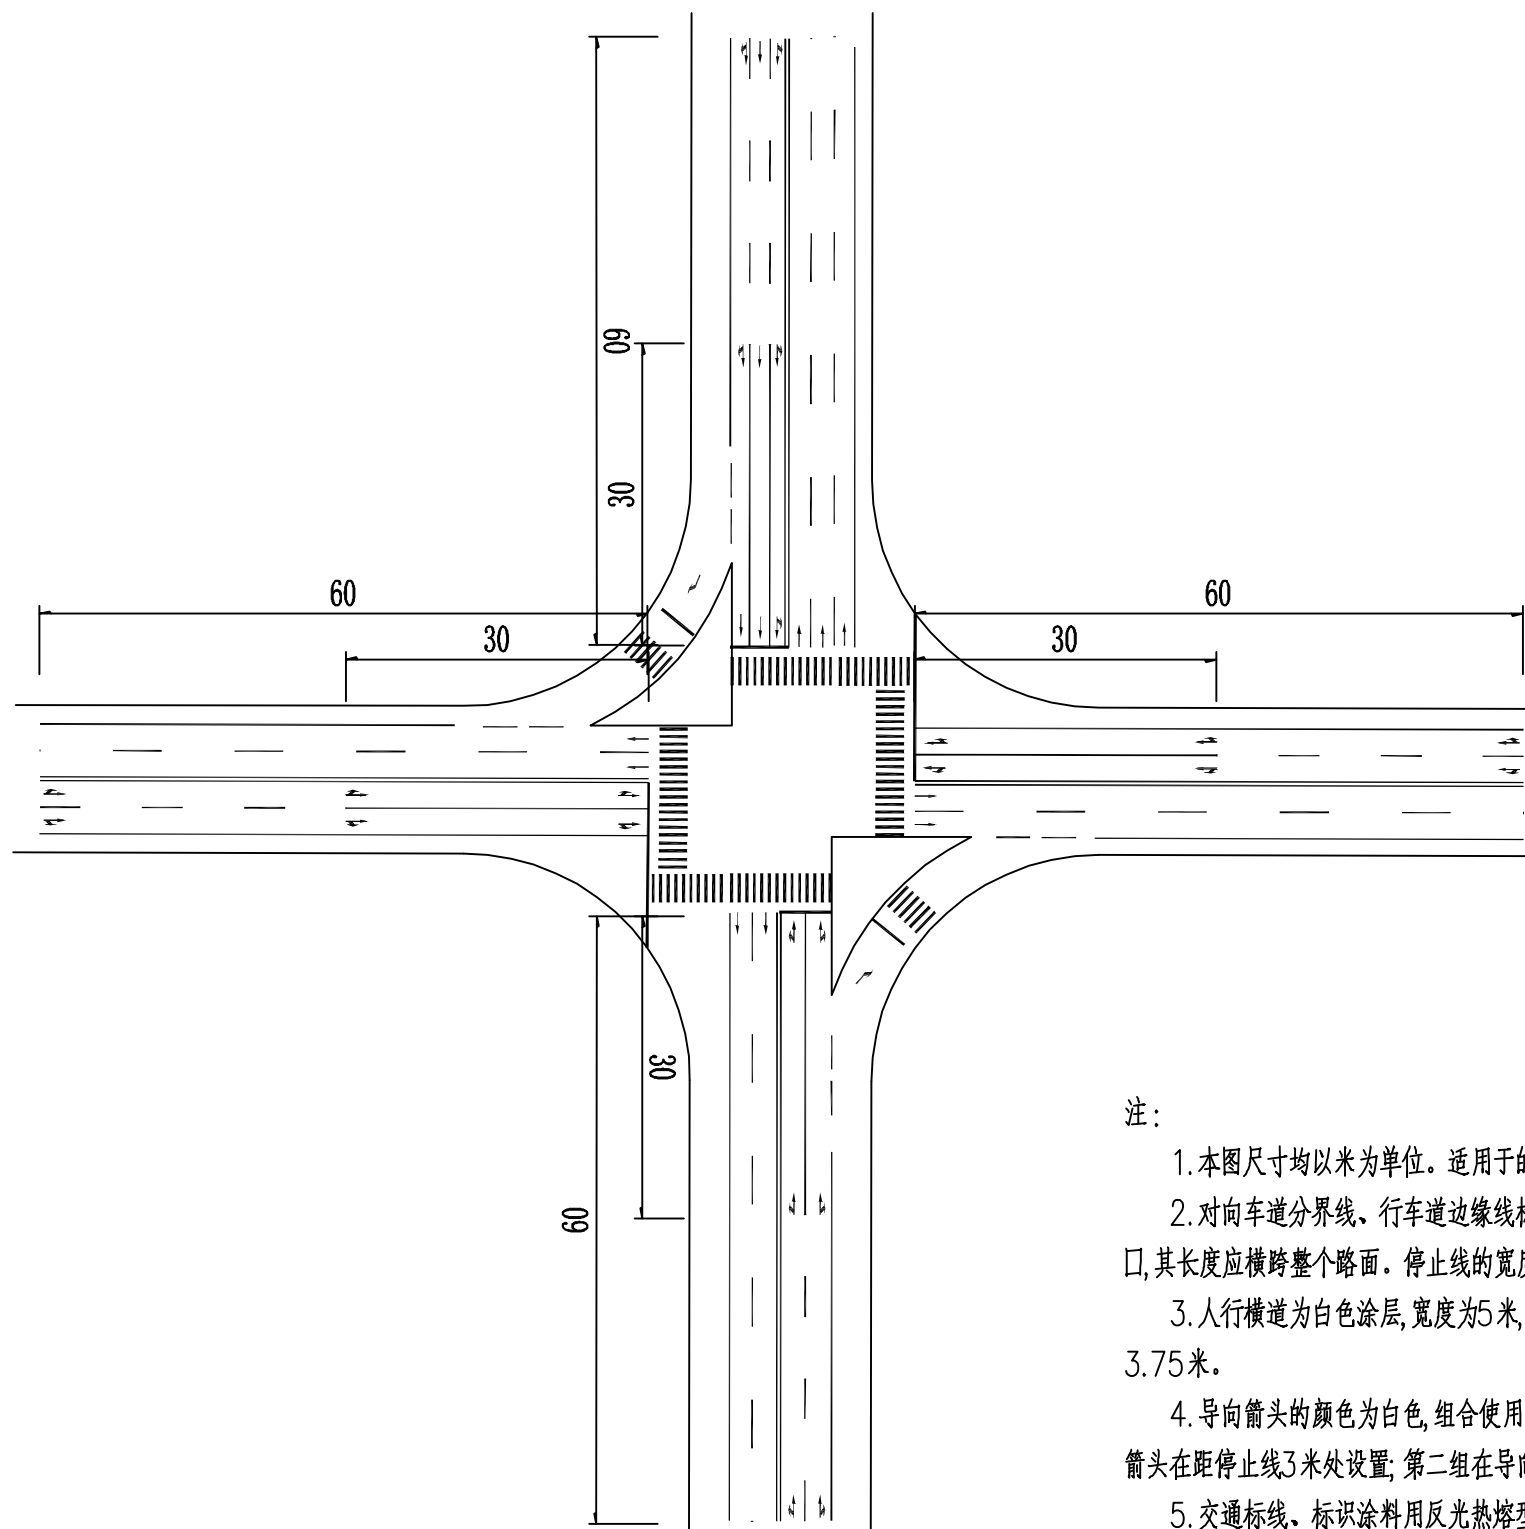 60
30
60
30
60
30
30
60
注:
1.本图尺寸均以米为单位。适用于的
2.对向车道分界线、行车道边缘线标
口,其长度应横跨整个路面。停止线的宽度
3.人行横道为白色涂层,宽度为5米,
3.75米。
4.导向箭头的颜色为白色,组合使用
箭头在距停止线3米处设置;第二组在导向
5.交通标线、标识涂料用反光热熔型